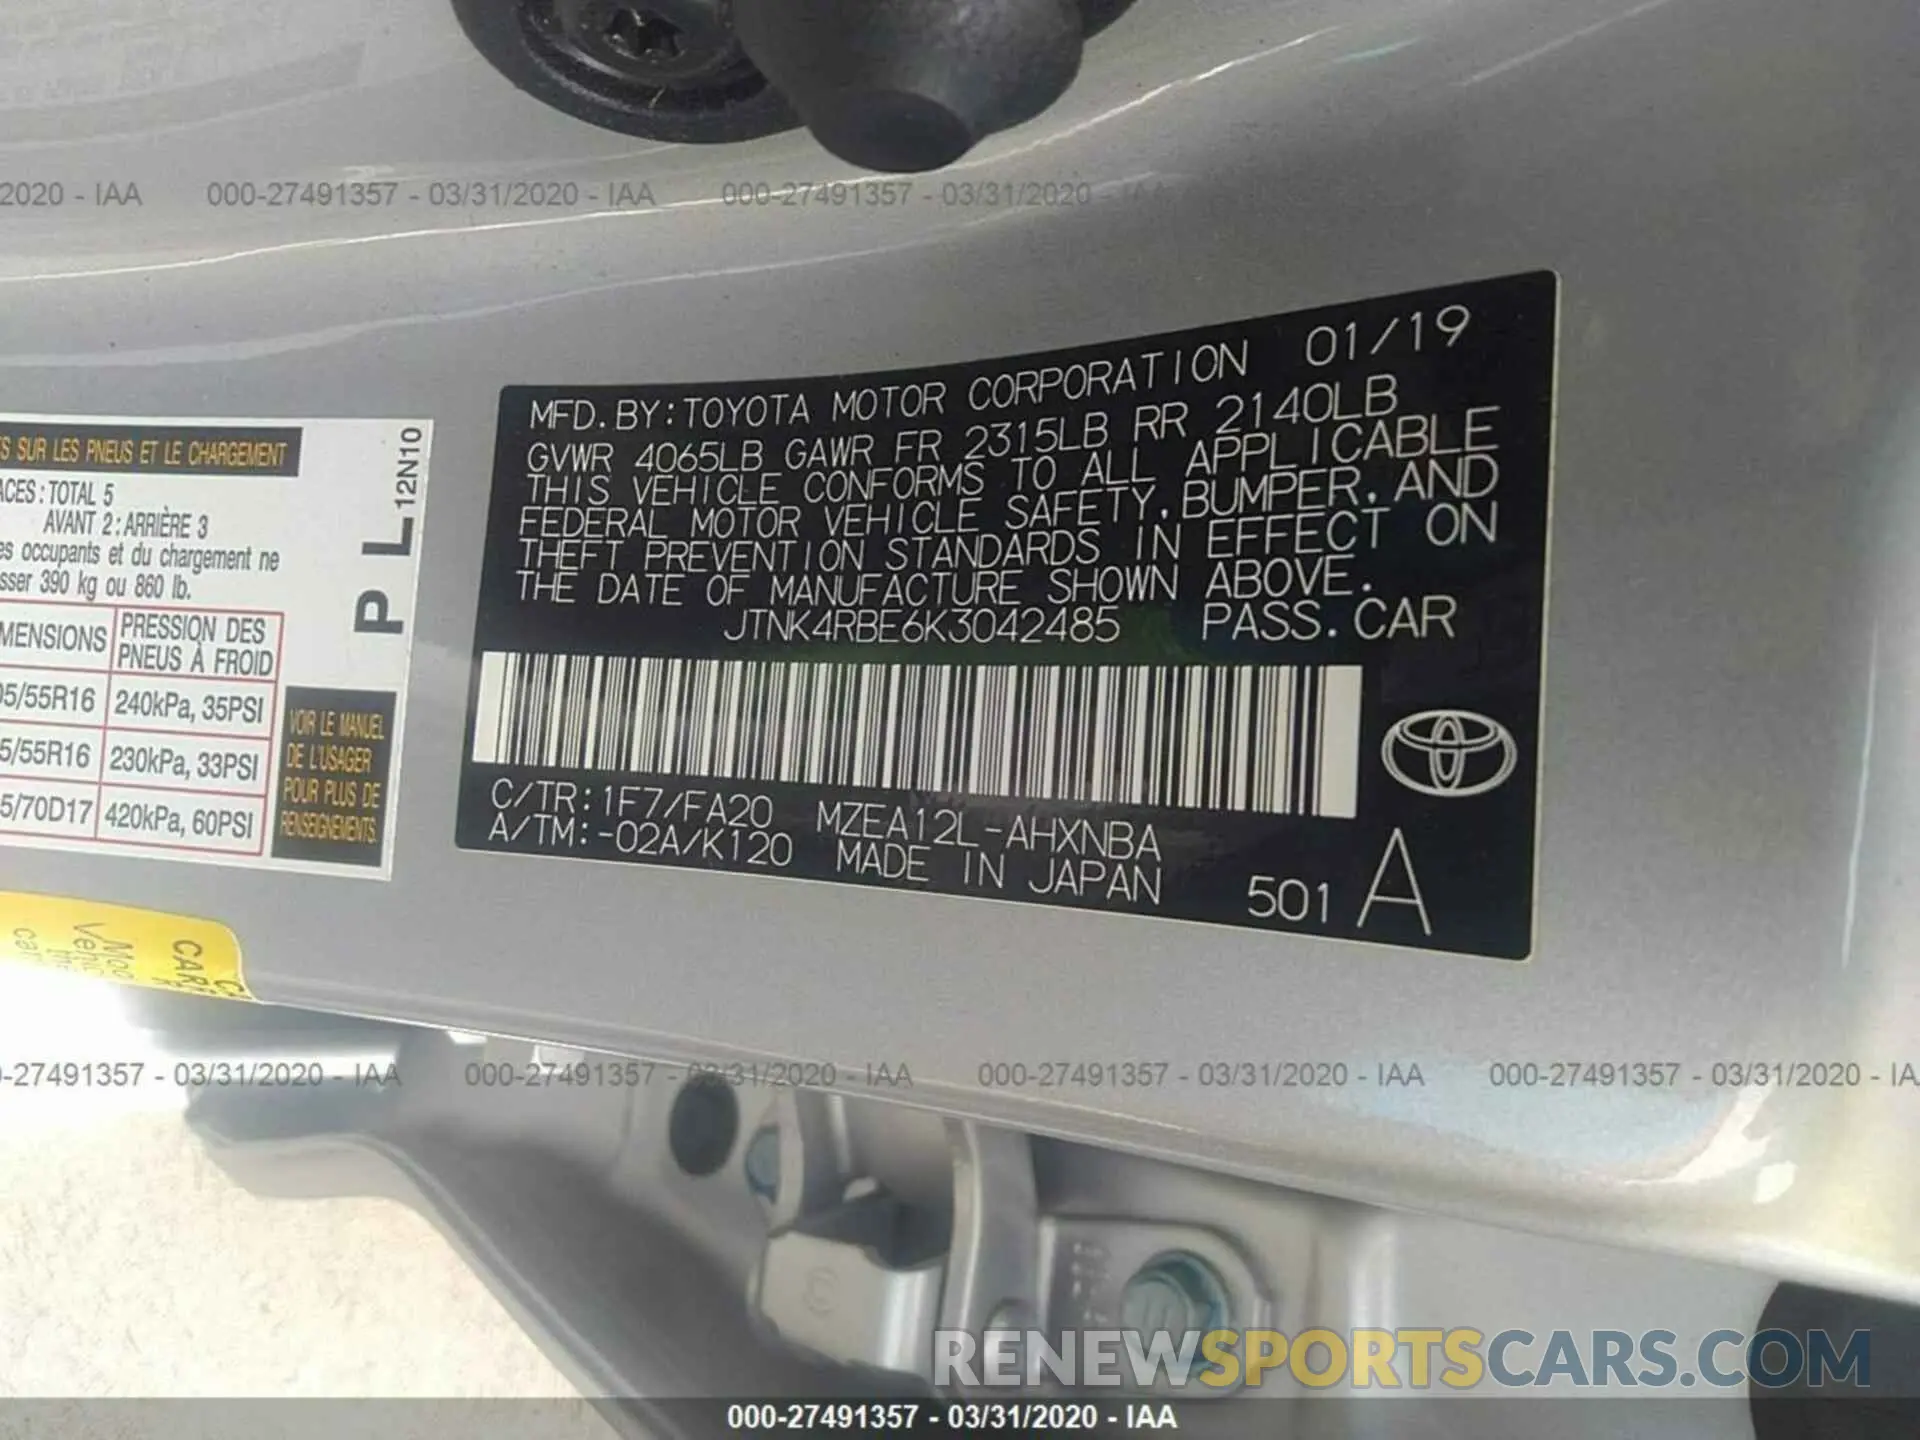 2020 - IAA 000-27491357 - 03/31/2020 - IAA 000-27491357 - 03/31/2020 - IAA
MFD. BY: TOYOTA MOTOR CORPORATION 01/19
GVWR 4065LB GAWR FR 2315LB RR 2140LB
THIS VEHICLE CONFORMS TO ALL APPLICABLE
FEDERAL MOTOR VEHICLE SAFETY, BUMPER, AND
THEFT PREVENTION STANDARDS IN EFFECT ON
THE DATE OF MANUFACTURE SHOWN ABOVE.
JTNK4RBE6K3042485 PASS. CAR
C/TR: 1F7/FA20 MZEA12L-AHXNBA
A/TM: -02A/K120 MADE IN JAPAN
501 A
SUR LES PNEUS ET LE CHARGEMENT
ACES : TOTAL 5
AVANT 2 : ARRIÈRE 3
es occupants et du chargement ne
sser 390 kg ou 860 lb.
MENSIONS PRESSION DES PNEUS À FROID
05/55R16 240kPa, 35PSI
5/55R16 230kPa, 33PSI
5/70D17 420kPa, 60PSI
P L 12N10
VOIR LE MANUEL
DE L'USAGER
POUR PLUS DE
RENSEIGNEMENTS.
-27491357 - 03/31/2020 - IAA 000-27491357 - 03/31/2020 - IAA 000-27491357 - 03/31/2020 - IAA 000-27491357 - 03/31/2020 - IA
RENEWSPORTSCARS.COM
000-27491357 - 03/31/2020 - IAA